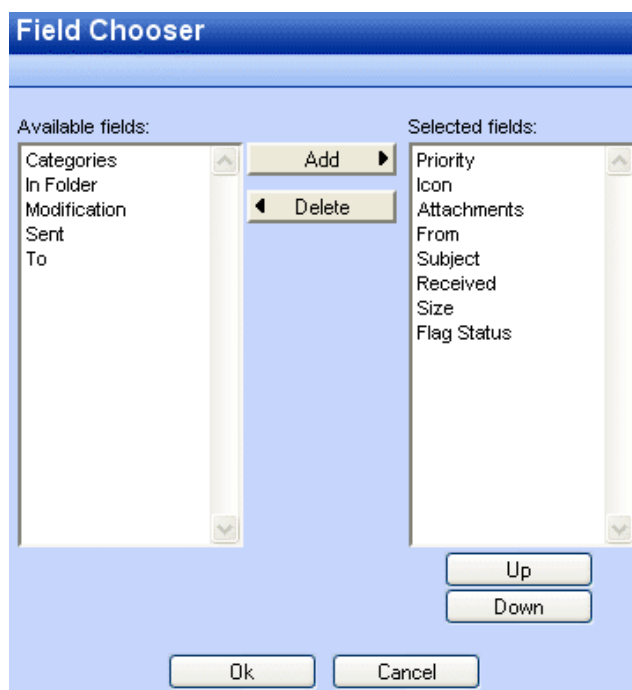 Field Chooser
Available fields:
Categories
In Folder
Modification
Sent
To
Add
Delete
Selected fields:
Priority
Icon
Attachments
From
Subject
Received
Size
Flag Status
Up
Down
Ok
Cancel